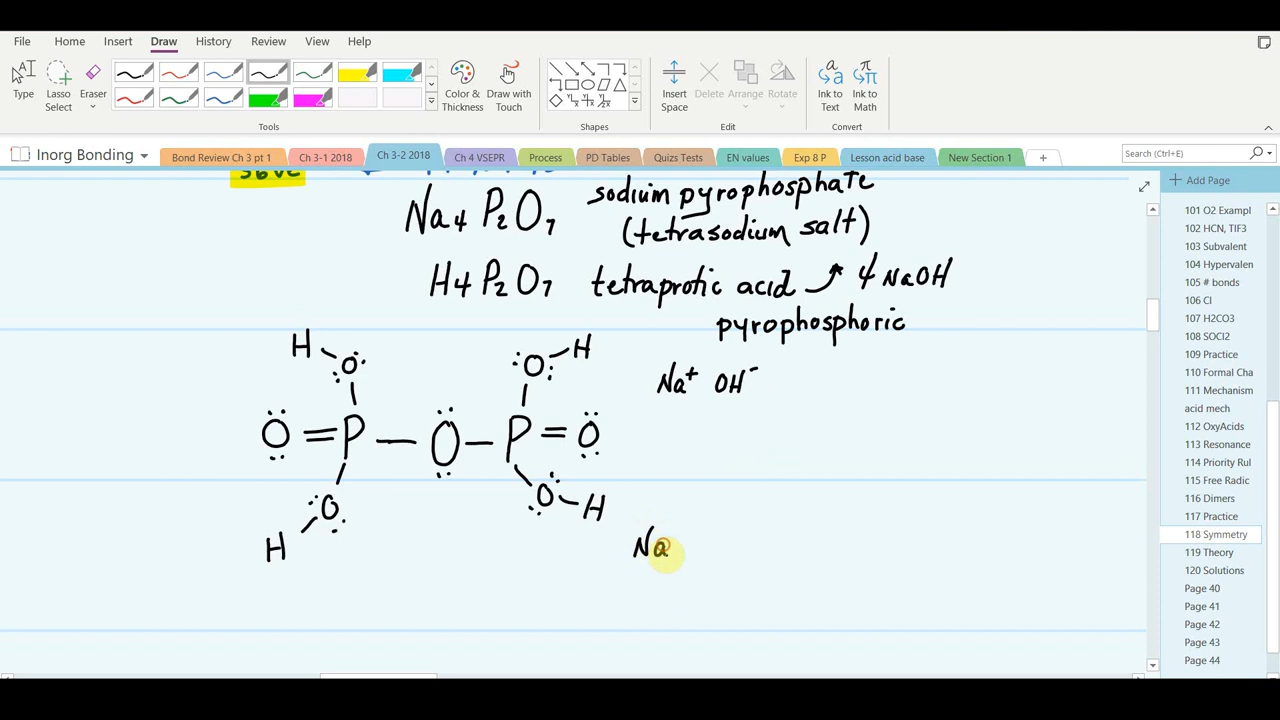 File Home Insert Draw History Review View Help
Type Lasso Select Eraser Color & Thickness Draw with Touch Insert Space Delete Arrange Rotate Ink to Text Ink to Math
Tools Shapes Edit Convert
Inorg Bonding Bond Review Ch 3 pt 1 Ch 3-1 2018 Ch 3-2 2018 Ch 4 VSEPR Process PD Tables Quizs Tests EN values Exp 8 P Lesson acid base New Section 1 + Search (Ctrl+E)
+ Add Page
Na4 P2O7 sodium pyrophosphate
(tetrasodium salt)
H4 P2O7 tetraprotic acid 4 NaOH
pyrophosphoric
H O O H
Na+ OH-
O = P — O — P = O
O O H
H
Na
101 O2 Exampl
102 HCN, TIF3
103 Subvalent
104 Hypervalen
105 # bonds
106 CI
107 H2CO3
108 SOCI2
109 Practice
110 Formal Cha
111 Mechanism
acid mech
112 OxyAcids
113 Resonance
114 Priority Rul
115 Free Radic
116 Dimers
117 Practice
118 Symmetry
119 Theory
120 Solutions
Page 40
Page 41
Page 42
Page 43
Page 44